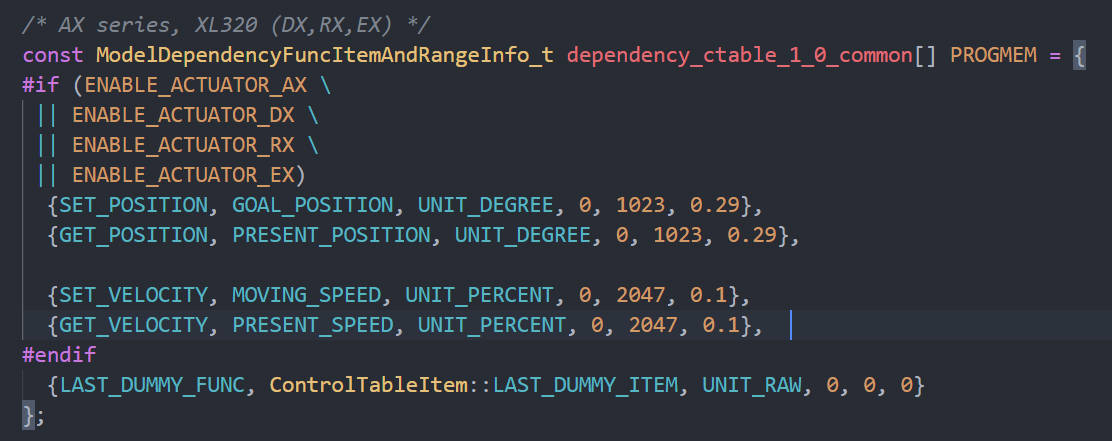 /* AX series, XL320 (DX,RX,EX) */
const ModelDependencyFuncItemAndRangeInfo_t dependency_ctable_1_0_common[] PROGMEM = {
#if (ENABLE_ACTUATOR_AX \
 || ENABLE_ACTUATOR_DX \
 || ENABLE_ACTUATOR_RX \
 || ENABLE_ACTUATOR_EX)
  {SET_POSITION, GOAL_POSITION, UNIT_DEGREE, 0, 1023, 0.29},
  {GET_POSITION, PRESENT_POSITION, UNIT_DEGREE, 0, 1023, 0.29},

  {SET_VELOCITY, MOVING_SPEED, UNIT_PERCENT, 0, 2047, 0.1},
  {GET_VELOCITY, PRESENT_SPEED, UNIT_PERCENT, 0, 2047, 0.1},
#endif
  {LAST_DUMMY_FUNC, ControlTableItem::LAST_DUMMY_ITEM, UNIT_RAW, 0, 0, 0}
};